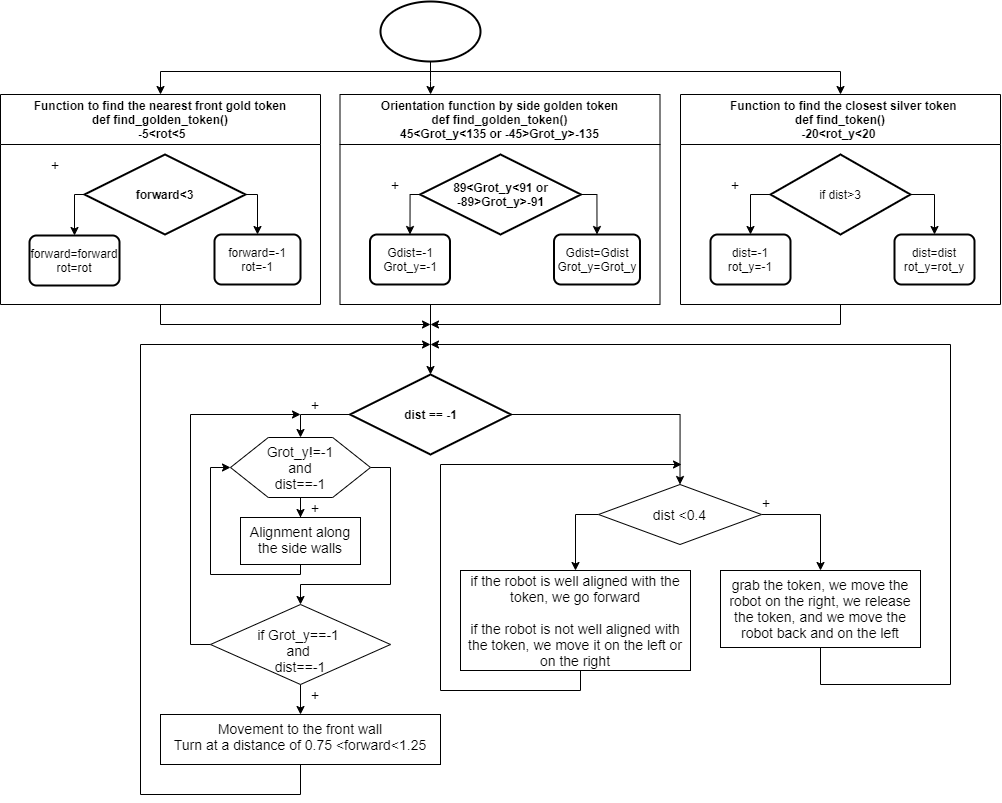 Function to find the nearest front gold token
def find_golden_token()
-5<rot<5
Orientation function by side golden token
def find_golden_token()
45<Grot_y<135 or -45>Grot_y>-135
Function to find the closest silver token
def find_token()
-20<rot_y<20
+
forward<3
forward=forward
rot=rot
forward=-1
rot=-1
+
89<Grot_y<91 or
-89>Grot_y>-91
Gdist=-1
Grot_y=-1
Gdist=Gdist
Grot_y=Grot_y
+
if dist>3
dist=-1
rot_y=-1
dist=dist
rot_y=rot_y
dist == -1
+
Grot_y!=-1
and
dist==-1
+
Alignment along
the side walls
if Grot_y==-1
and
dist==-1
+
Movement to the front wall
Turn at a distance of 0.75 <forward<1.25
dist <0.4
+
if the robot is well aligned with the
token, we go forward
if the robot is not well aligned with
the token, we move it on the left or
on the right
grab the token, we move the
robot on the right, we release
the token, and we move the
robot back and on the left